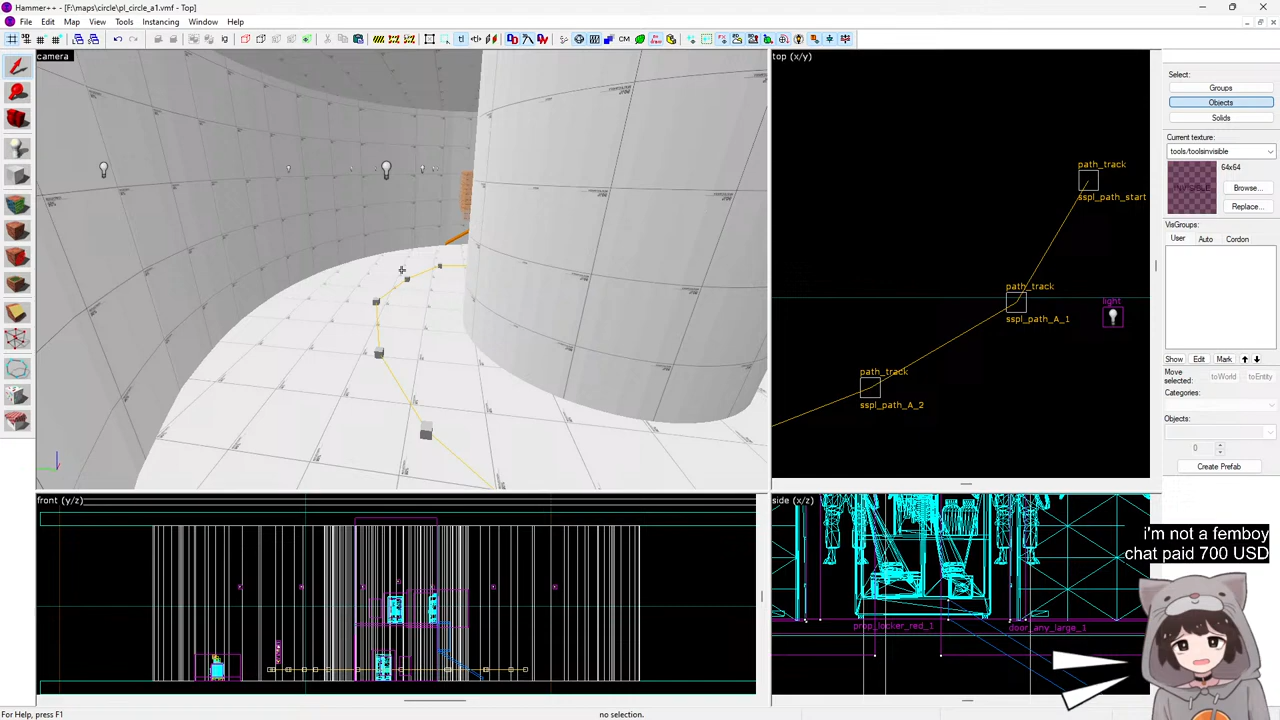 Hammer++ - [F:\maps\circle\pl_circle_a1.vmf - Top]
File Edit Map View Tools Instancing Window Help
camera
top (x/y)
path_track
sspl_path_start
path_track
sspl_path_A_1
light
path_track
sspl_path_A_2
front (y/z)
side (x/z)
prop_locker_red_1
door_any_large_1
Select:
Groups
Objects
Solids
Current texture:
tools/toolsinvisible
64x64
Browse...
Replace...
VisGroups:
User Auto Cordon
Show Edit Mark
Move selected: toWorld toEntity
Categories:
Objects:
0
Create Prefab
i'm not a femboy
chat paid 700 USD
For Help, press F1
no selection.